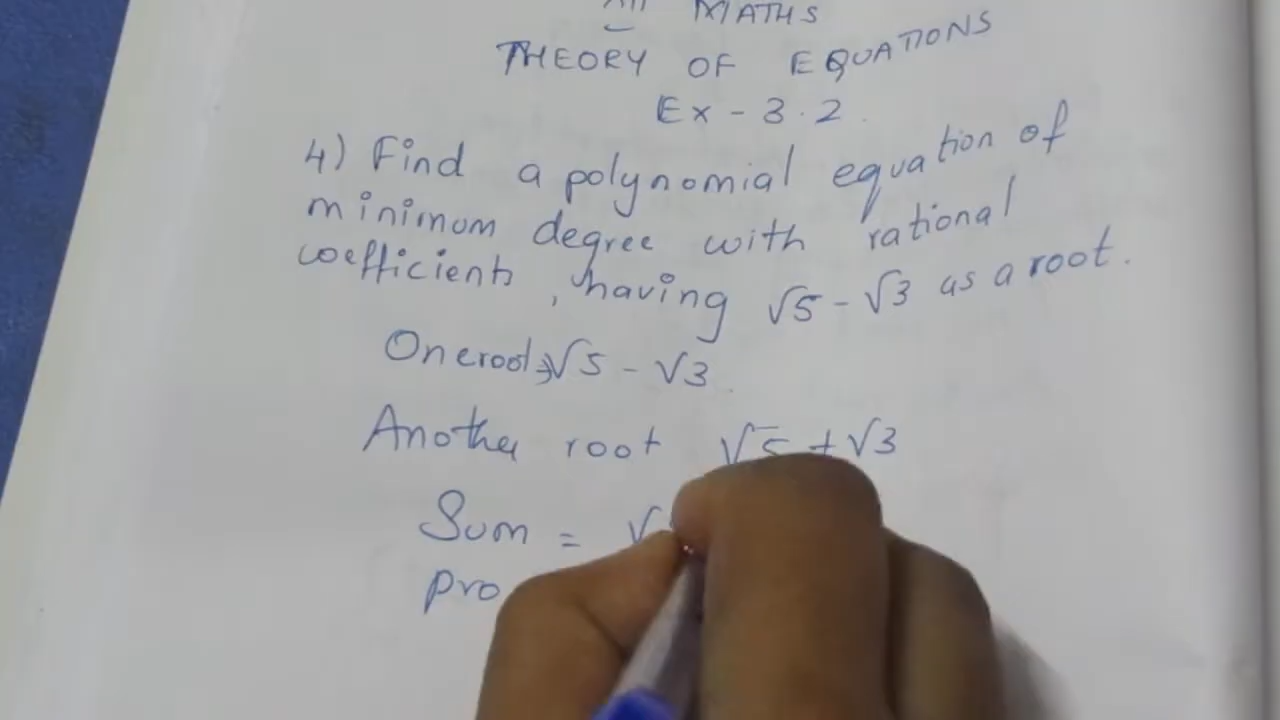 MATHS
THEORY OF EQUATIONS
Ex - 3.2
4) Find a polynomial equation of
minimum degree with rational
coefficients, having √5 - √3 as a root.
One root √5 - √3
Another root √5 + √3
Sum = √
Pro